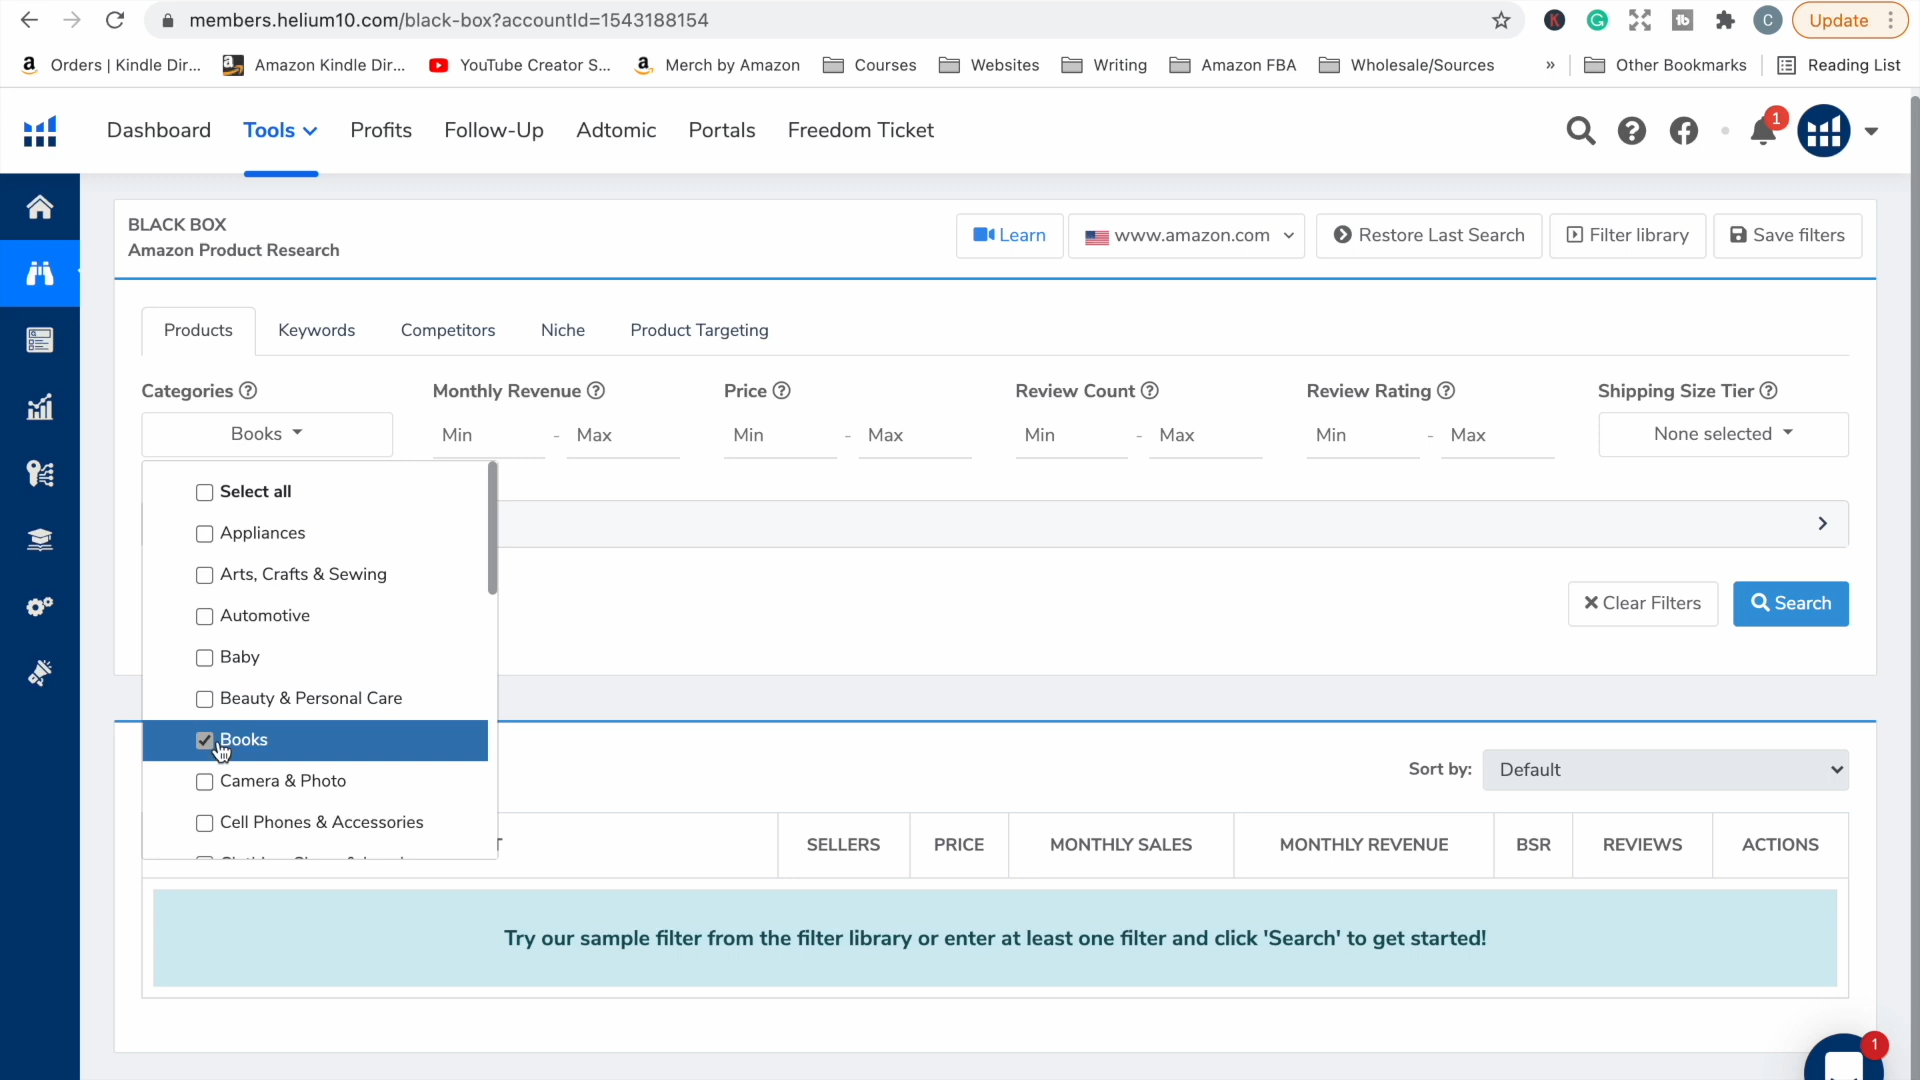 members.helium10.com/black-box?accountId=1543188154
K
tb
C
Update
Orders | Kindle Dir...
Amazon Kindle Dir...
YouTube Creator S...
Merch by Amazon
Courses
Websites
Writing
Amazon FBA
Wholesale/Sources
»
Other Bookmarks
Reading List
Dashboard
Tools
Profits
Follow-Up
Adtomic
Portals
Freedom Ticket
1
BLACK BOX
Amazon Product Research
Learn
www.amazon.com
Restore Last Search
Filter library
Save filters
Products
Keywords
Competitors
Niche
Product Targeting
Categories
Monthly Revenue
Price
Review Count
Review Rating
Shipping Size Tier
Books
Min - Max
Min - Max
Min - Max
Min - Max
None selected
Select all
Appliances
Arts, Crafts & Sewing
Automotive
Baby
Beauty & Personal Care
Books
Camera & Photo
Cell Phones & Accessories
Clear Filters
Search
Sort by:
Default
SELLERS
PRICE
MONTHLY SALES
MONTHLY REVENUE
BSR
REVIEWS
ACTIONS
Try our sample filter from the filter library or enter at least one filter and click 'Search' to get started!
1